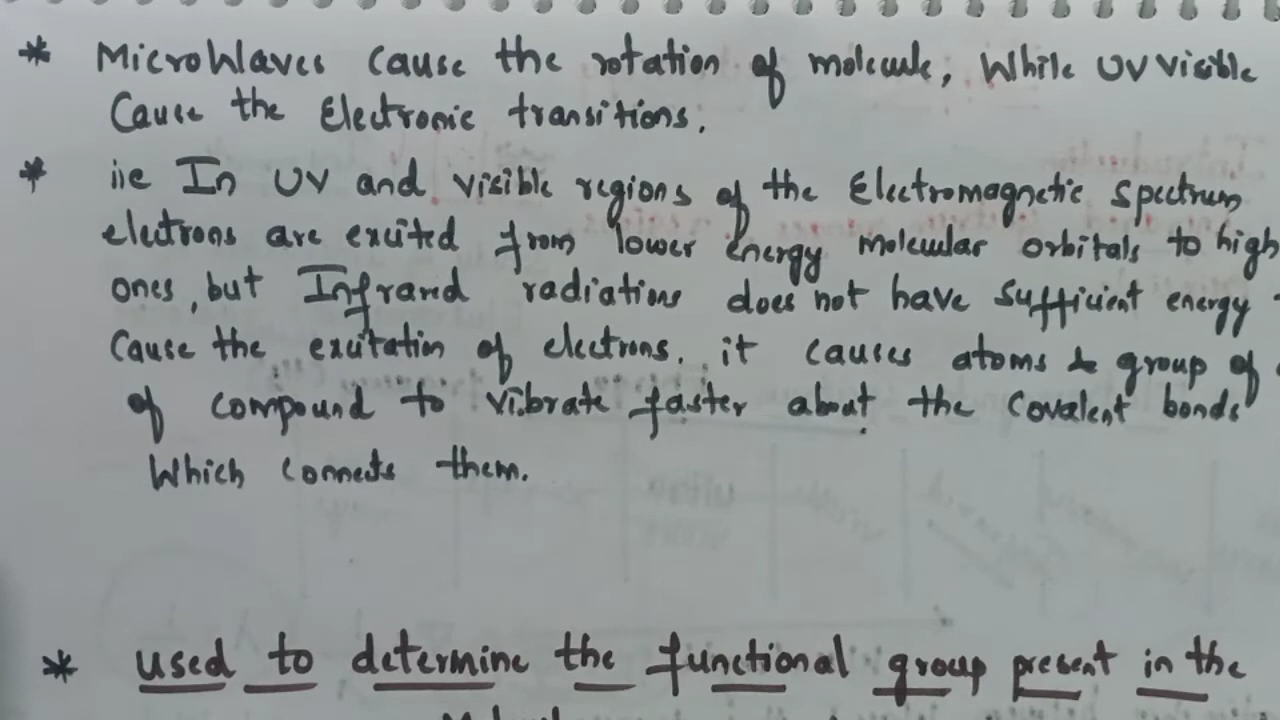 * Microwaves cause the rotation of molecule, While UV visible
Cause the Electronic transitions.
* iie In UV and visible regions of the Electromagnetic spectrum
electrons are excited from lower energy molecular orbitals to high
ones, but Infrared radiations does not have sufficient energy
Cause the excitation of electrons. it causes atoms & group of
of compound to vibrate faster about the covalent bonds
Which connects them.
* used to determine the functional group present in the